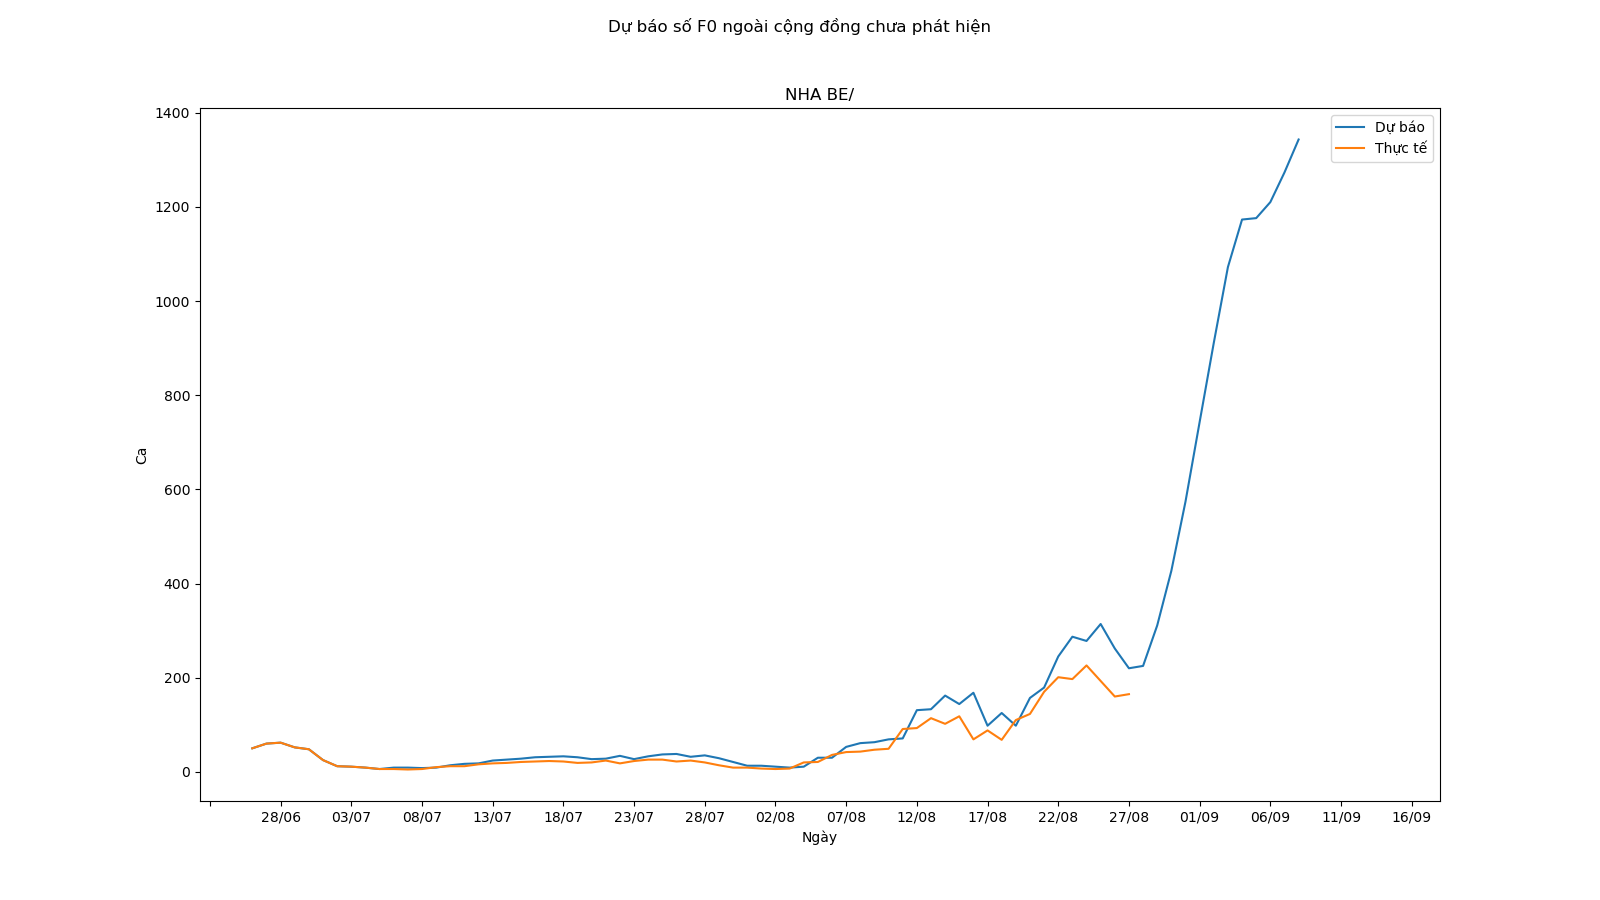 Dự báo số F0 ngoài cộng đồng chưa phát hiện
NHA BE/
1400
1200
1000
800
600
400
200
0
Ca
Dự báo
Thực tế
28/06 03/07 08/07 13/07 18/07 23/07 28/07 02/08 07/08 12/08 17/08 22/08 27/08 01/09 06/09 11/09 16/09
Ngày